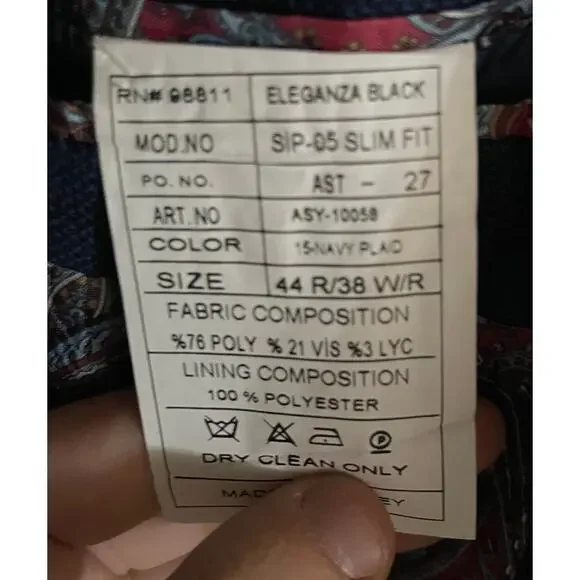 RN# 98811 ELEGANZA BLACK
MOD.NO SİP-05 SLIM FIT
PO. NO. AST - 27
ART.NO ASY-10058
COLOR 15-NAVY PLAID
SIZE 44 R/38 W/R
FABRIC COMPOSITION
%76 POLY % 21 VİS %3 LYC
LINING COMPOSITION
100 % POLYESTER
DRY CLEAN ONLY